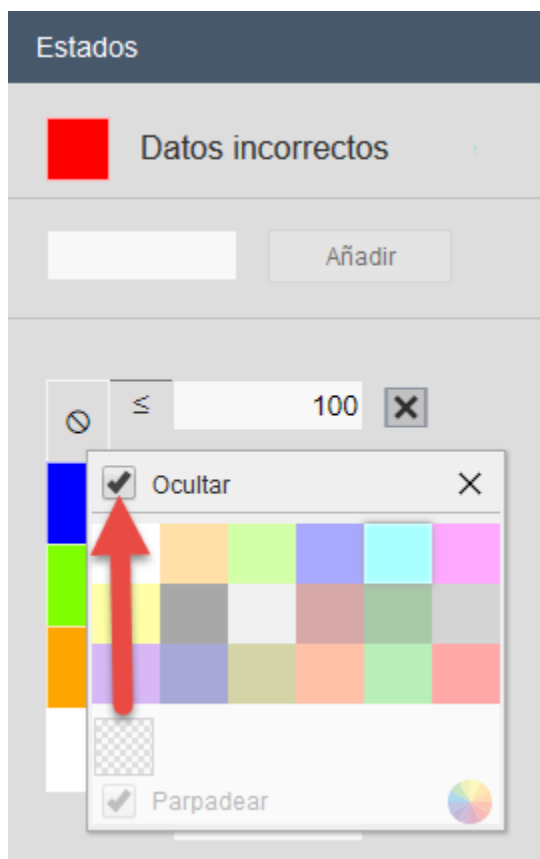 Estados
Datos incorrectos
Añadir
≤ 100
Ocultar
Parpadear